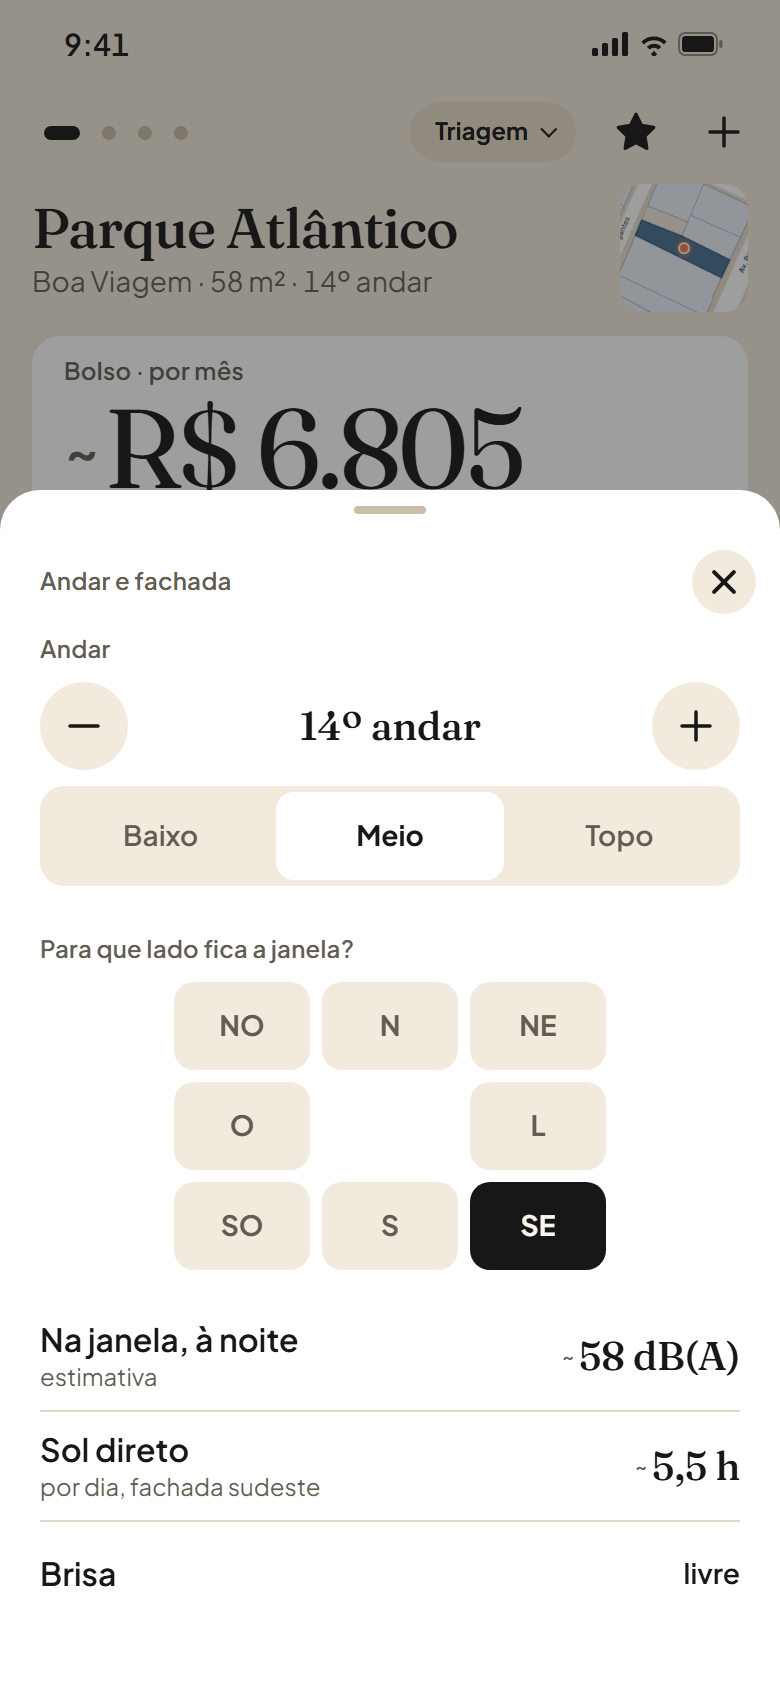 9:41
Triagem
Parque Atlântico
Boa Viagem · 58 m² · 14º andar
Bolso · por mês
~R$ 6.805
Andar e fachada
Andar
14º andar
Baixo Meio Topo
Para que lado fica a janela?
NO N NE
O L
SO S SE
Na janela, à noite
estimativa
~58 dB(A)
Sol direto
por dia, fachada sudeste
~5,5 h
Brisa livre